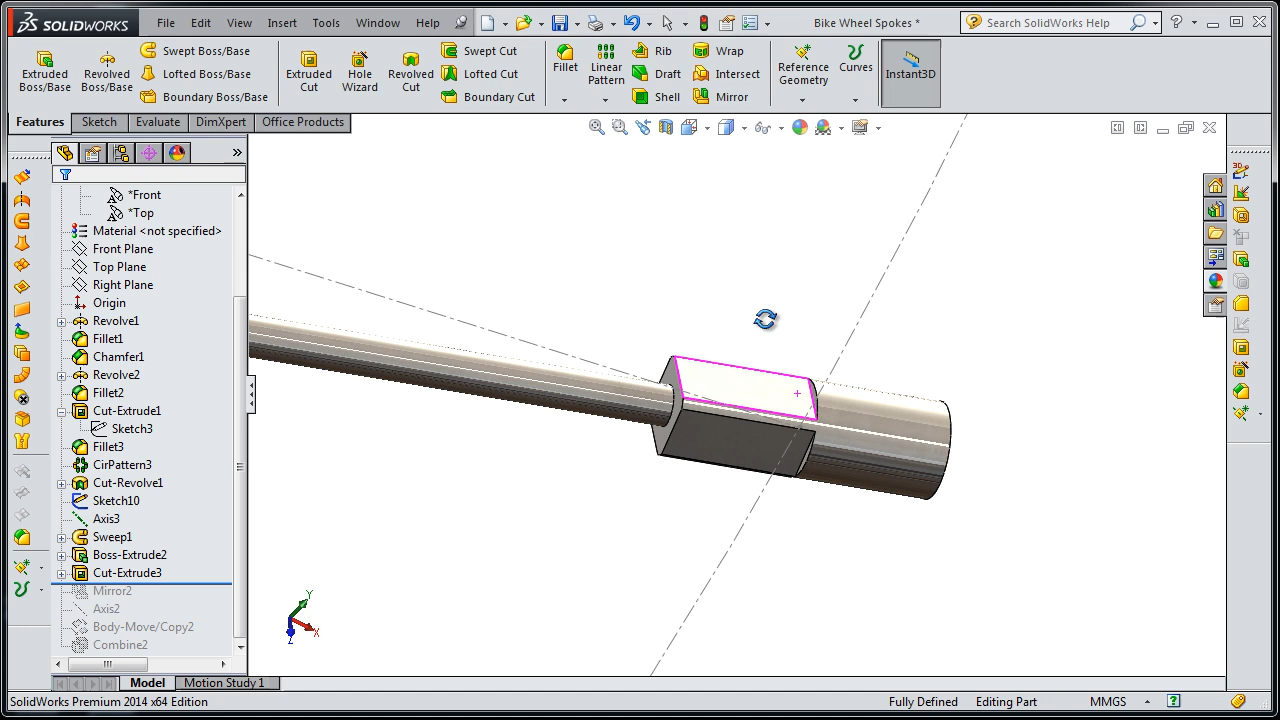 SOLIDWORKS File Edit View Insert Tools Window Help Bike Wheel Spokes * Search SolidWorks Help ?
Extruded Boss/Base Revolved Boss/Base Swept Boss/Base Lofted Boss/Base Boundary Boss/Base Extruded Cut Hole Wizard Revolved Cut Swept Cut Lofted Cut Boundary Cut Fillet Linear Pattern Rib Draft Shell Wrap Intersect Mirror Reference Geometry Curves Instant3D
Features Sketch Evaluate DimXpert Office Products
»
*Front
*Top
Material <not specified>
Front Plane
Top Plane
Right Plane
Origin
Revolve1
Fillet1
Chamfer1
Revolve2
Fillet2
Cut-Extrude1
Sketch3
Fillet3
CirPattern3
Cut-Revolve1
Sketch10
Axis3
Sweep1
Boss-Extrude2
Cut-Extrude3
Mirror2
Axis2
Body-Move/Copy2
Combine2
Y
X
Z
3D
Model Motion Study 1
SolidWorks Premium 2014 x64 Edition Fully Defined Editing Part MMGS ?